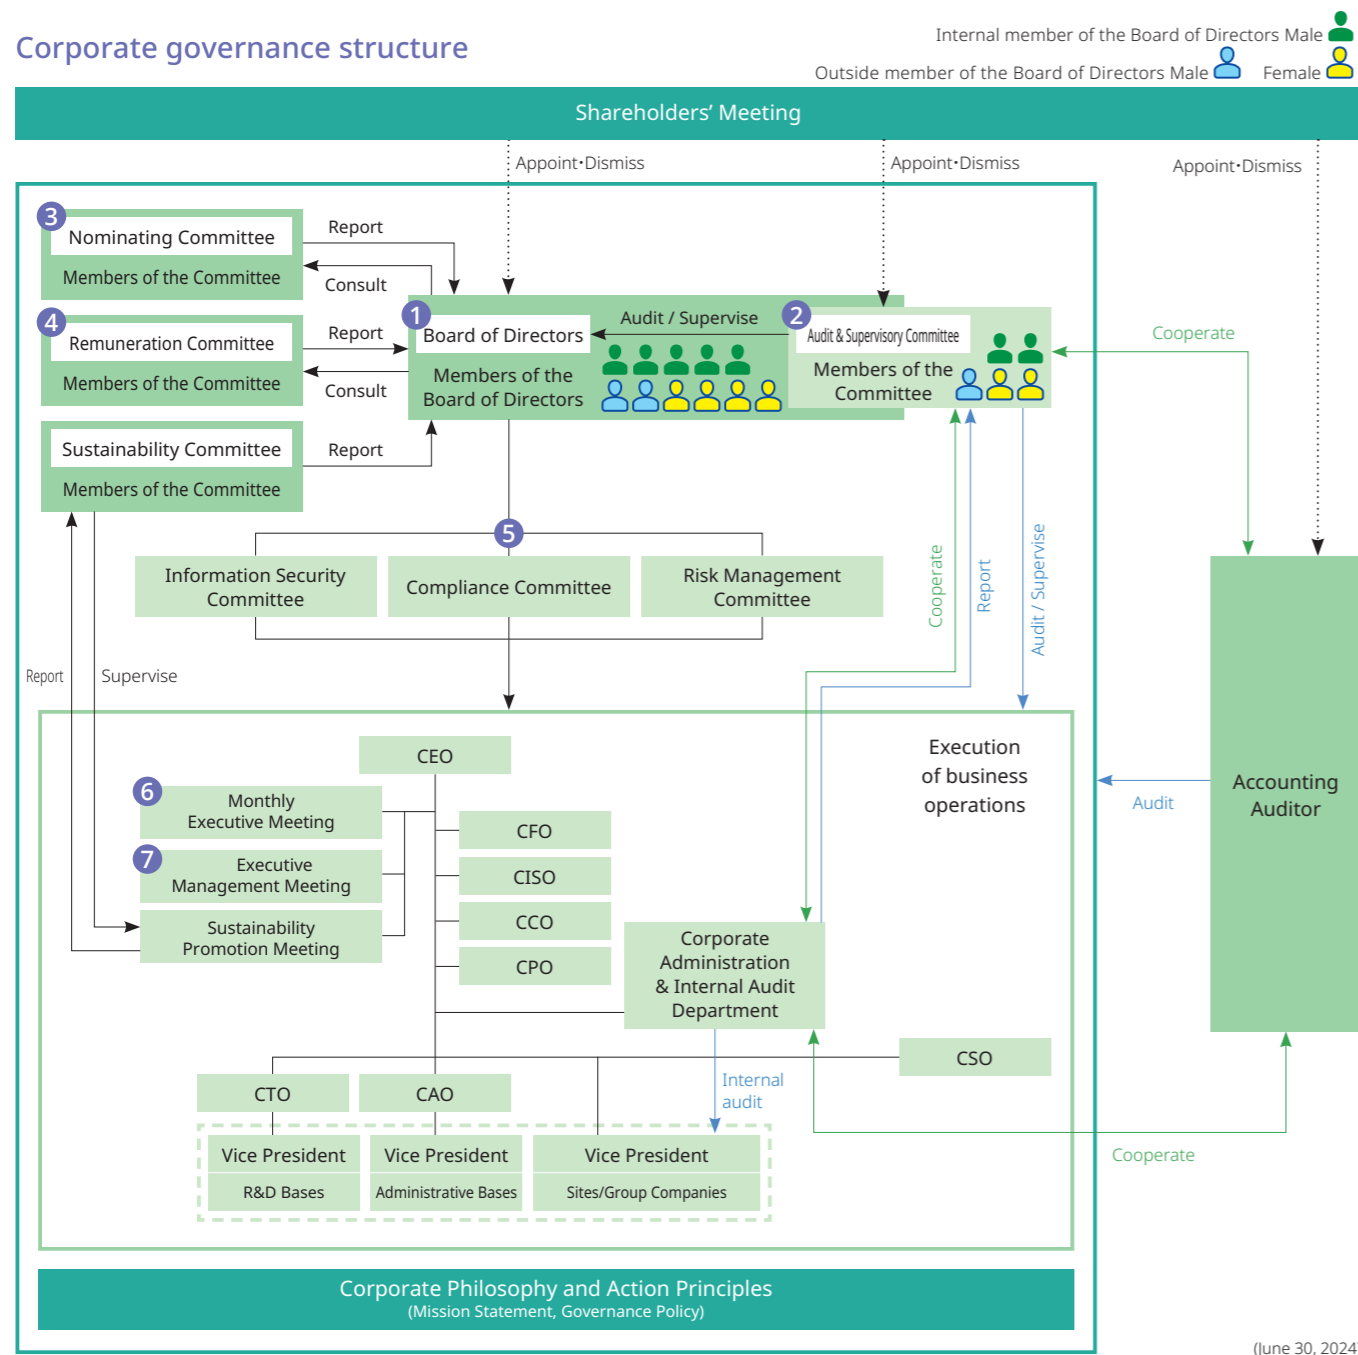 Corporate governance structure
Internal member of the Board of Directors Male
Outside member of the Board of Directors Male
Female
Shareholders' Meeting
Appoint・Dismiss
Appoint・Dismiss
Appoint・Dismiss
3
Nominating Committee
Members of the Committee
Report
Consult
4
Remuneration Committee
Members of the Committee
Report
Consult
1
Board of Directors
Members of the
Board of Directors
Audit / Supervise
2
Audit & Supervisory Committee
Members of the
Committee
Cooperate
Sustainability Committee
Members of the Committee
Report
5
Information Security
Committee
Compliance Committee
Risk Management
Committee
Cooperate
Report
Audit / Supervise
Report
Supervise
CEO
Execution
of business
operations
6
Monthly
Executive Meeting
7
Executive
Management Meeting
Sustainability
Promotion Meeting
CFO
CISO
CCO
CPO
Corporate
Administration
& Internal Audit
Department
Audit
Accounting
Auditor
CSO
CTO
CAO
Internal
audit
Vice President
R&D Bases
Vice President
Administrative Bases
Vice President
Sites/Group Companies
Cooperate
Corporate Philosophy and Action Principles
(Mission Statement, Governance Policy)
(June 30, 2024)